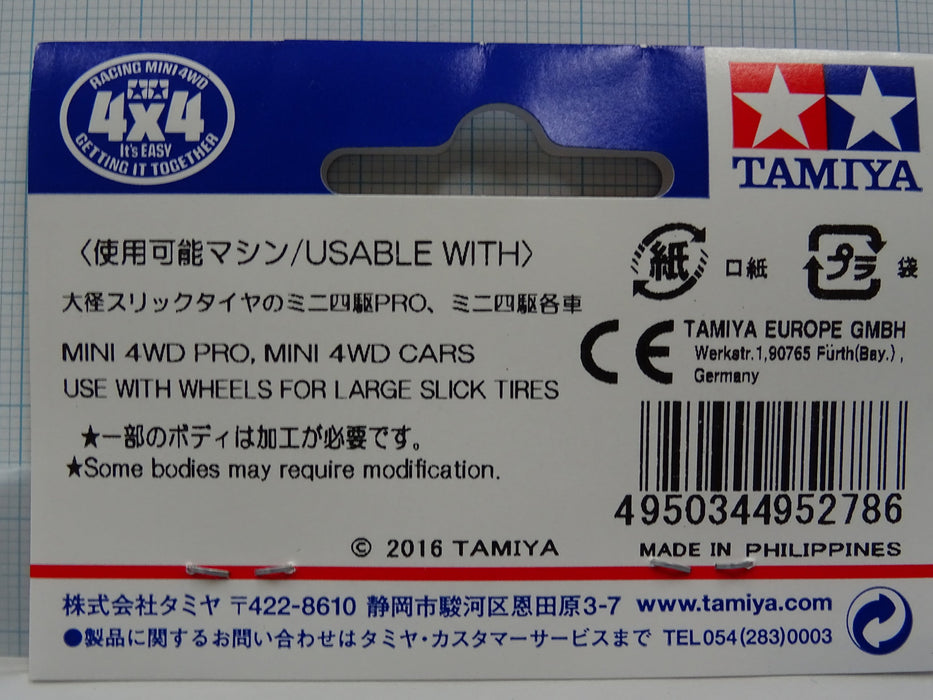 RACING MINI 4WD
4x4
It's EASY
GETTING IT TOGETHER
TAMIYA
〈使用可能マシン/USABLE WITH〉
大径スリックタイヤのミニ四駆PRO、ミニ四駆各車
MINI 4WD PRO, MINI 4WD CARS
USE WITH WHEELS FOR LARGE SLICK TIRES
★一部のボディは加工が必要です。
★Some bodies may require modification.
© 2016 TAMIYA
紙 口紙 プラ 袋
CE TAMIYA EUROPE GMBH
Werkstr.1,90765 Fürth(Bay.),
Germany
4950344952786
MADE IN PHILIPPINES
株式会社タミヤ 〒422-8610 静岡市駿河区恩田原3-7 www.tamiya.com
●製品に関するお問い合わせはタミヤ・カスタマーサービスまで TEL054(283)0003